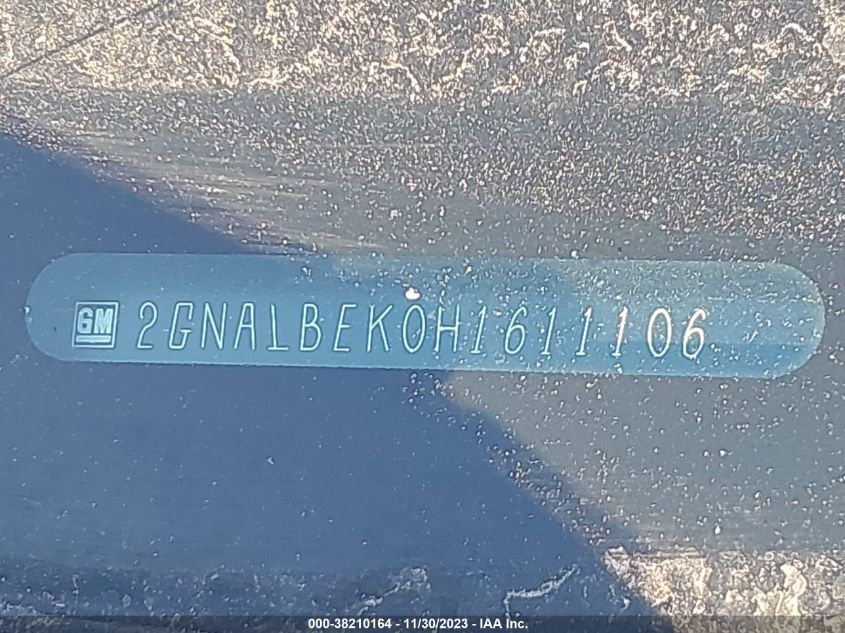 GM 2GNALBEK0H1611106
000-38210164 - 11/30/2023 - IAA Inc.